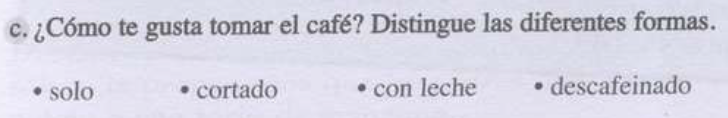 c. ¿Cómo te gusta tomar el café? Distingue las diferentes formas.
• solo • cortado • con leche • descafeinado